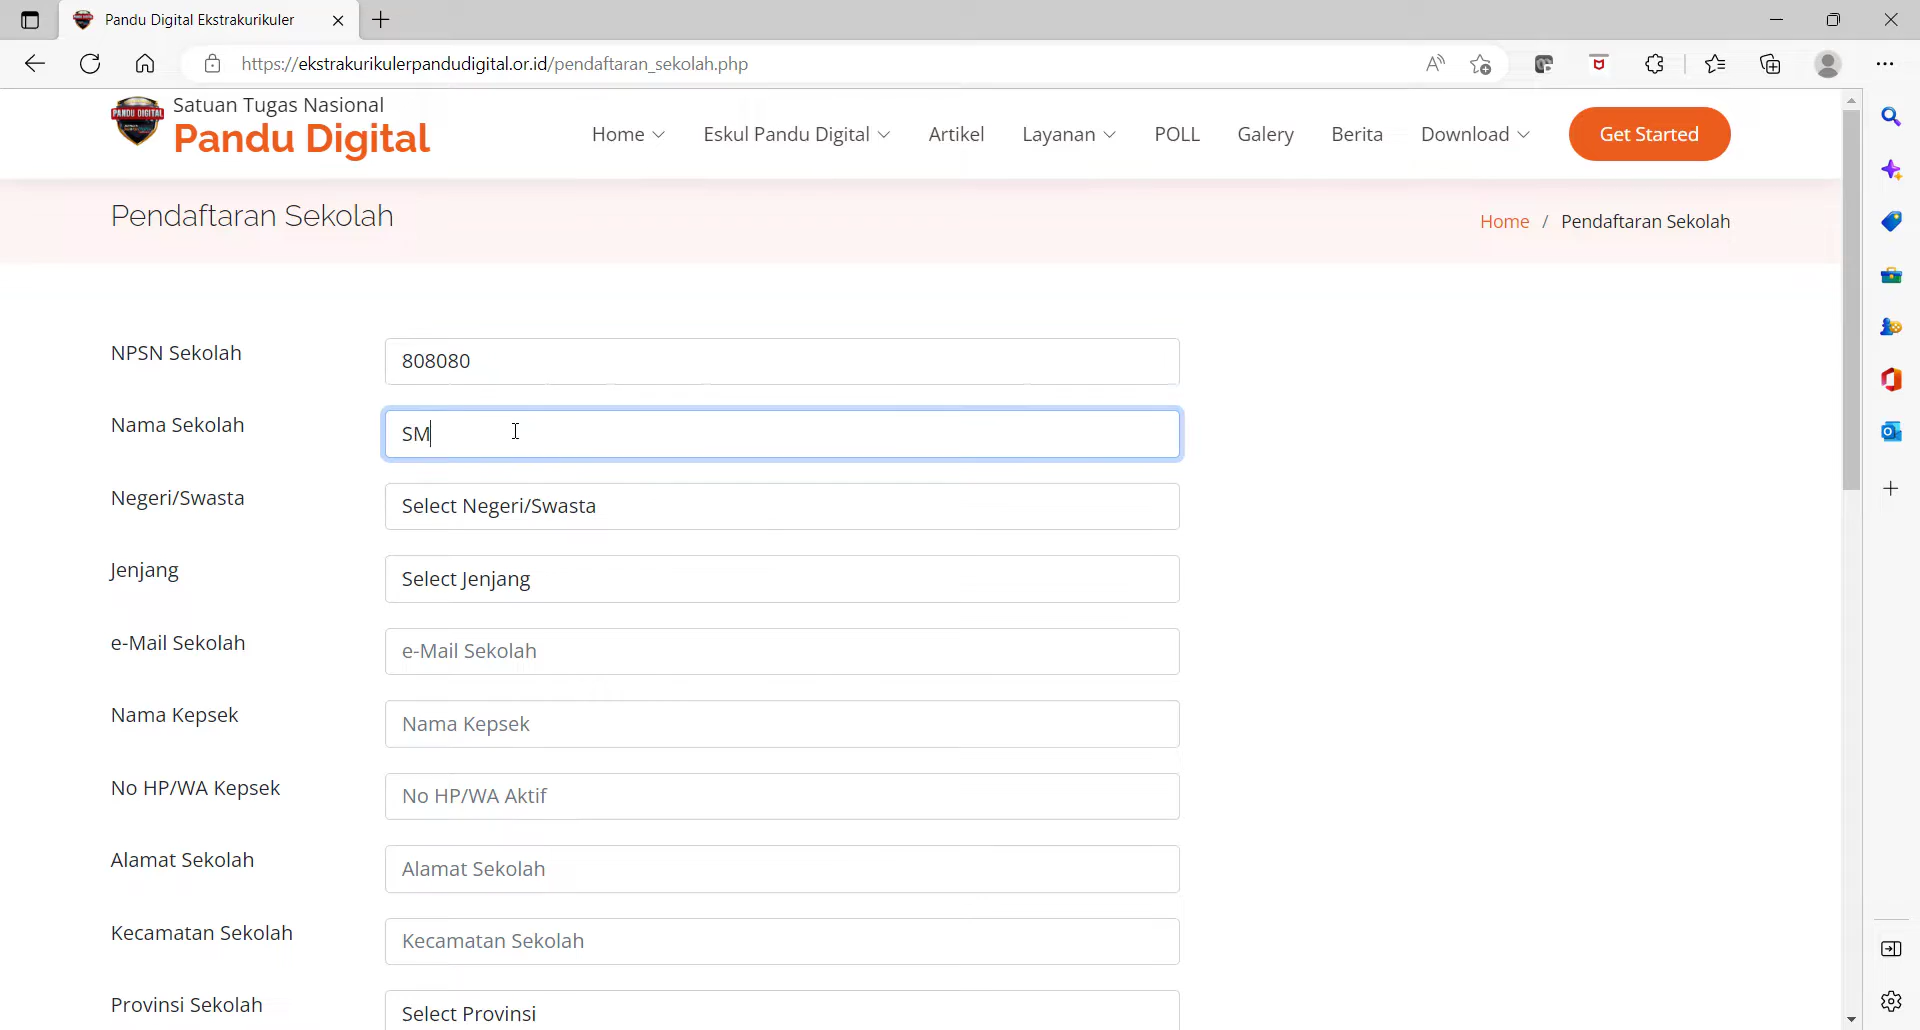 Pandu Digital Ekstrakurikuler
https://ekstrakurikulerpandudigital.or.id/pendaftaran_sekolah.php
PANDU DIGITAL
Satuan Tugas Nasional
Pandu Digital
Home
Eskul Pandu Digital
Artikel
Layanan
POLL
Galery
Berita
Download
Get Started
Pendaftaran Sekolah
Home / Pendaftaran Sekolah
NPSN Sekolah
808080
Nama Sekolah
SM
Negeri/Swasta
Select Negeri/Swasta
Jenjang
Select Jenjang
e-Mail Sekolah
e-Mail Sekolah
Nama Kepsek
Nama Kepsek
No HP/WA Kepsek
No HP/WA Aktif
Alamat Sekolah
Alamat Sekolah
Kecamatan Sekolah
Kecamatan Sekolah
Provinsi Sekolah
Select Provinsi